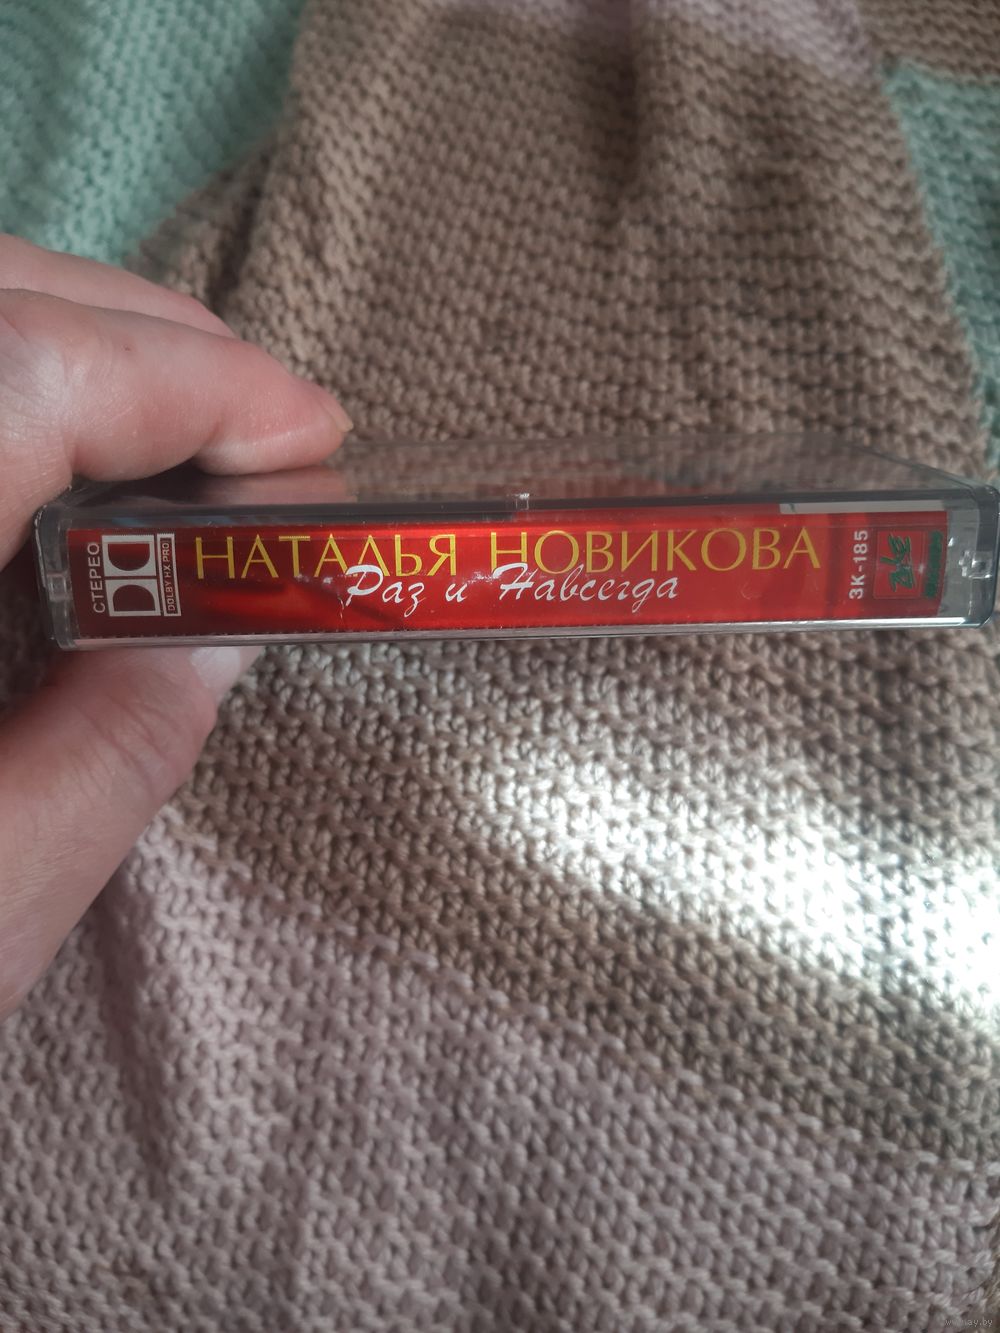 СТЕРЕО
DOLBY HX PRO
НАТАЛЬЯ НОВИКОВА
Раз и Навсегда
ЗК-185